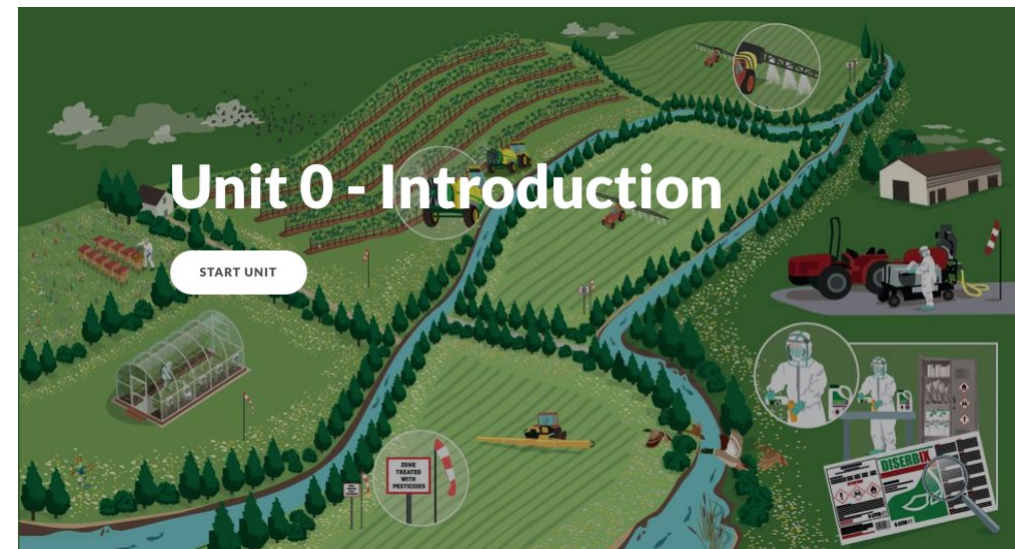 Unit 0 - Introduction
START UNIT
ZONE
TREATED
WITH
PESTICIDES
DISERBIX